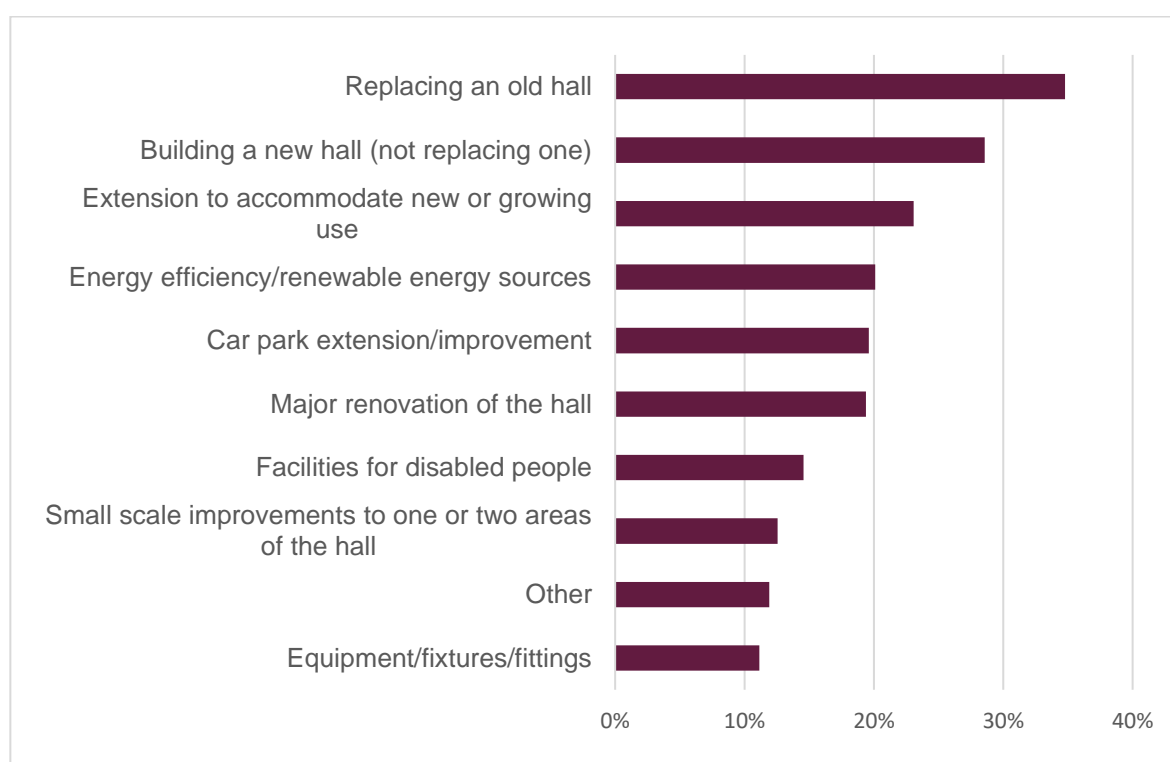 Replacing an old hall
Building a new hall (not replacing one)
Extension to accommodate new or growing
use
Energy efficiency/renewable energy sources
Car park extension/improvement
Major renovation of the hall
Facilities for disabled people
Small scale improvements to one or two areas
of the hall
Other
Equipment/fixtures/fittings
0% 10% 20% 30% 40%